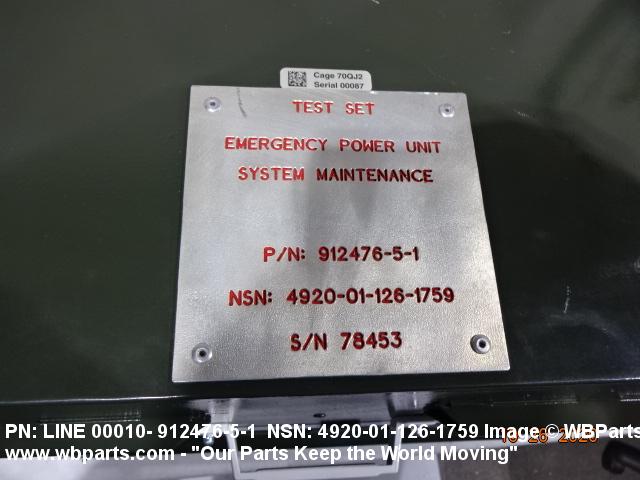 Cage 70QJ2
Serial 00087
TEST SET
EMERGENCY POWER UNIT
SYSTEM MAINTENANCE
P/N: 912476-5-1
NSN: 4920-01-126-1759
S/N 78453
PN: LINE 00010- 912476-5-1 NSN: 4920-01-126-1759 Image © WBParts
www.wbparts.com - "Our Parts Keep the World Moving"